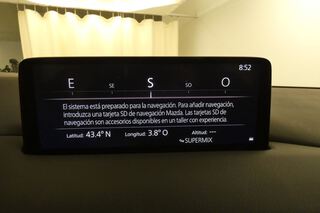 8:52
E SE S SO O
El sistema está preparado para la navegación. Para añadir navegación,
introduzca una tarjeta SD de navegación Mazda. Las tarjetas SD de
navegación son accesorios disponibles en un taller con experiencia.
Latitud: 43.4° N Longitud: 3.8° O Altitud: ---
SUPERMIX